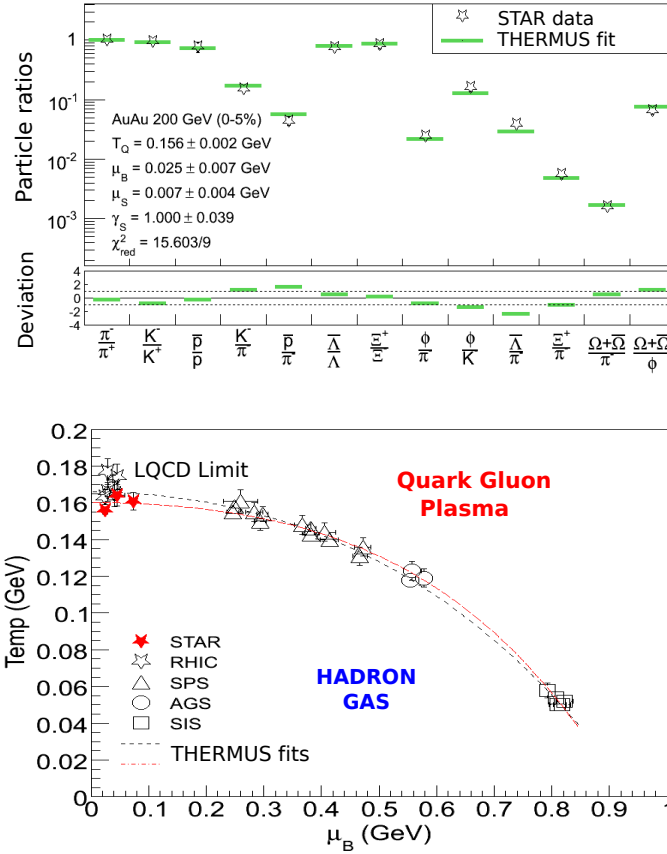 STAR data
THERMUS fit
Particle ratios
1
10⁻¹
10⁻²
10⁻³
AuAu 200 GeV (0-5%)
T_Q = 0.156 ± 0.002 GeV
μ_B = 0.025 ± 0.007 GeV
μ_S = 0.007 ± 0.004 GeV
γ_S = 1.000 ± 0.039
χ²_red = 15.603/9
Deviation
4
2
0
-2
-4
π⁻/π⁺ K⁻/K⁺ p̅/p K⁻/π⁻ p̅/π⁻ Λ̅/Λ Ξ⁺/Ξ⁻ ϕ/π⁻ ϕ/K⁻ Λ̅/π⁻ Ξ⁺/π⁻ Ω+Ω̅/π⁻ Ω+Ω̅/ϕ
Temp (GeV)
0.2
0.18
0.16
0.14
0.12
0.1
0.08
0.06
0.04
0.02
0
LQCD Limit
Quark Gluon
Plasma
HADRON
GAS
STAR
RHIC
SPS
AGS
SIS
THERMUS fits
0 0.1 0.2 0.3 0.4 0.5 0.6 0.7 0.8 0.9 1
μ_B (GeV)